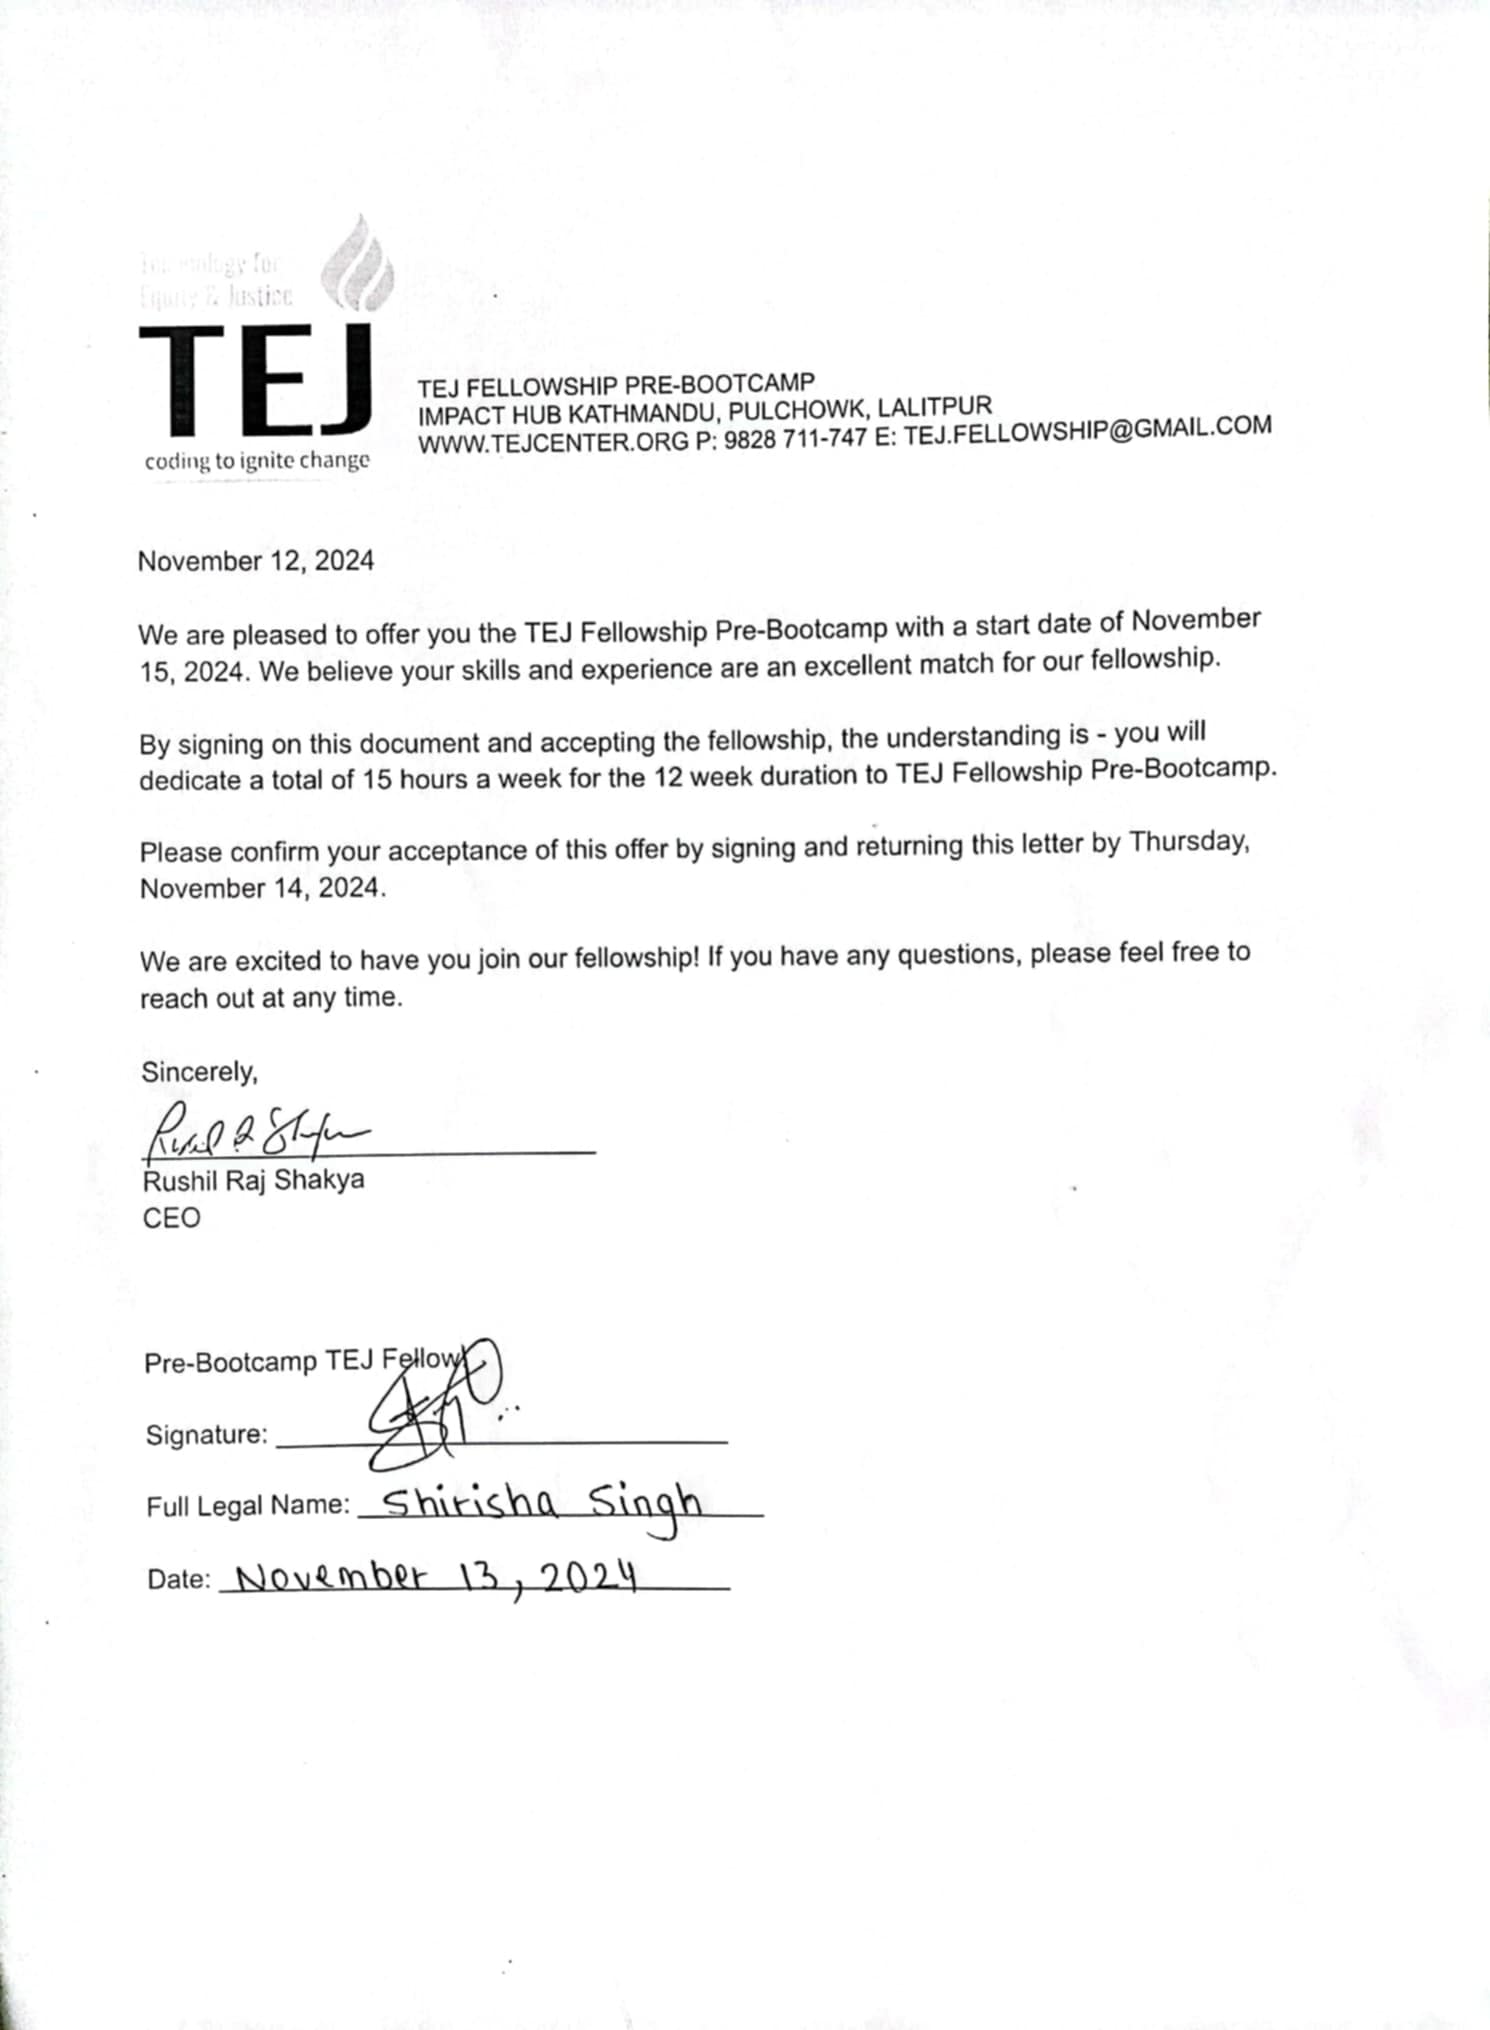 Technology for
Equity & Justice
TEJ
coding to ignite change
TEJ FELLOWSHIP PRE-BOOTCAMP
IMPACT HUB KATHMANDU, PULCHOWK, LALITPUR
WWW.TEJCENTER.ORG P: 9828 711-747 E: TEJ.FELLOWSHIP@GMAIL.COM
November 12, 2024
We are pleased to offer you the TEJ Fellowship Pre-Bootcamp with a start date of November
15, 2024. We believe your skills and experience are an excellent match for our fellowship.
By signing on this document and accepting the fellowship, the understanding is - you will
dedicate a total of 15 hours a week for the 12 week duration to TEJ Fellowship Pre-Bootcamp.
Please confirm your acceptance of this offer by signing and returning this letter by Thursday,
November 14, 2024.
We are excited to have you join our fellowship! If you have any questions, please feel free to
reach out at any time.
Sincerely,
Rushil Raj Shakya
CEO
Pre-Bootcamp TEJ Fellow
Signature:
Full Legal Name: Shirisha Singh
Date: November 13, 2024